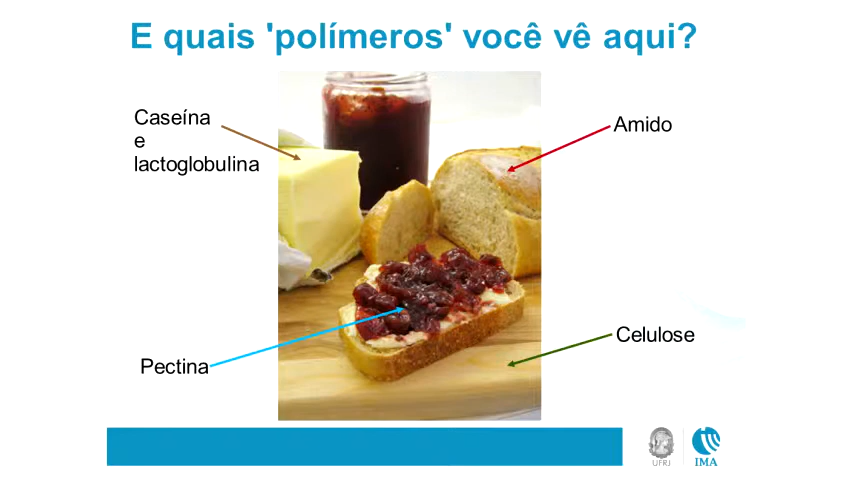 E quais 'polímeros' você vê aqui?
Caseína
e
lactoglobulina
Amido
Celulose
Pectina
UFRJ
IMA